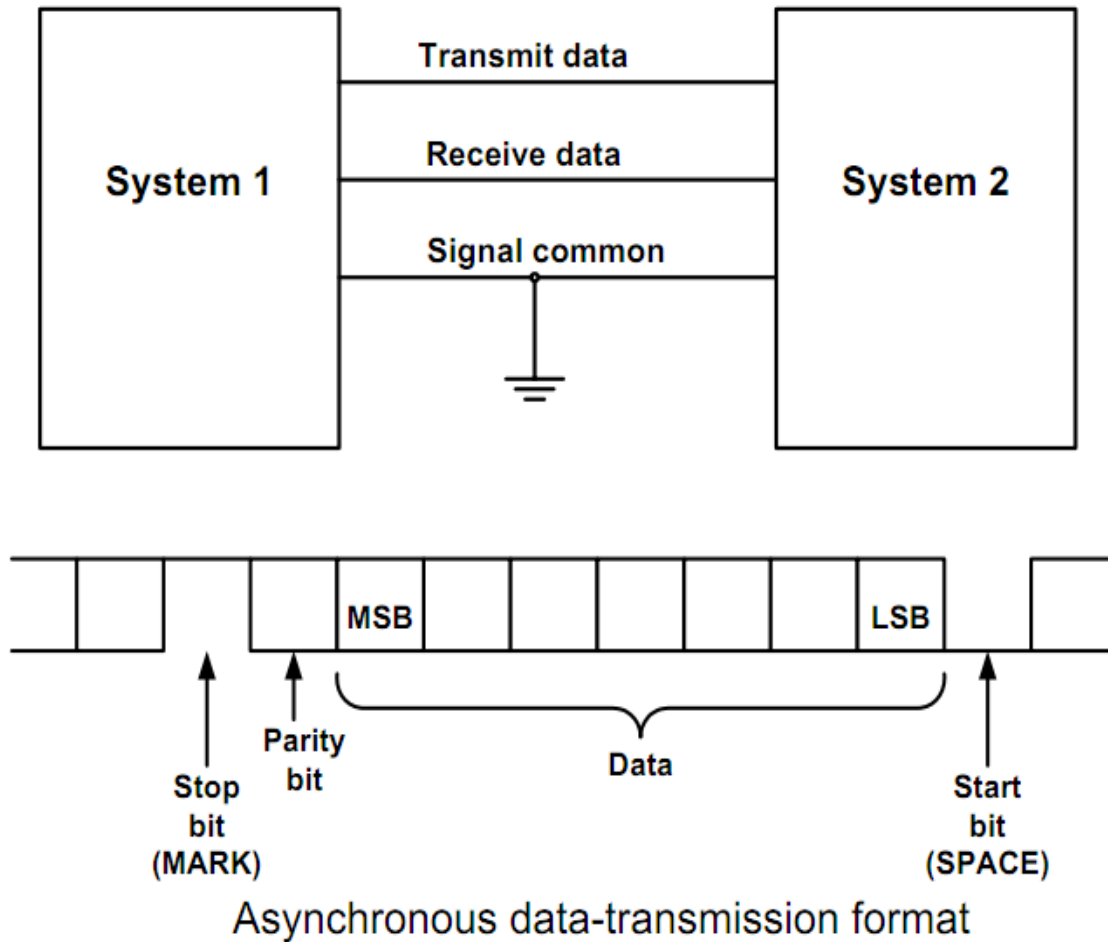 Transmit data
System 1
Receive data
System 2
Signal common
MSB
LSB
Stop
bit
(MARK)
Parity
bit
Data
Start
bit
(SPACE)
Asynchronous data-transmission format